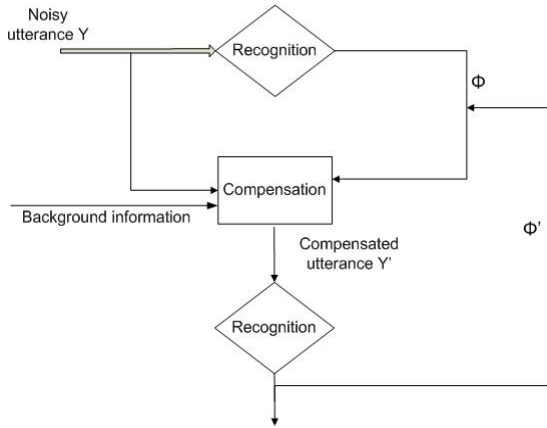 Noisy
utterance Y
Recognition
Φ
Compensation
Background information
Compensated
utterance Y'
Φ'
Recognition